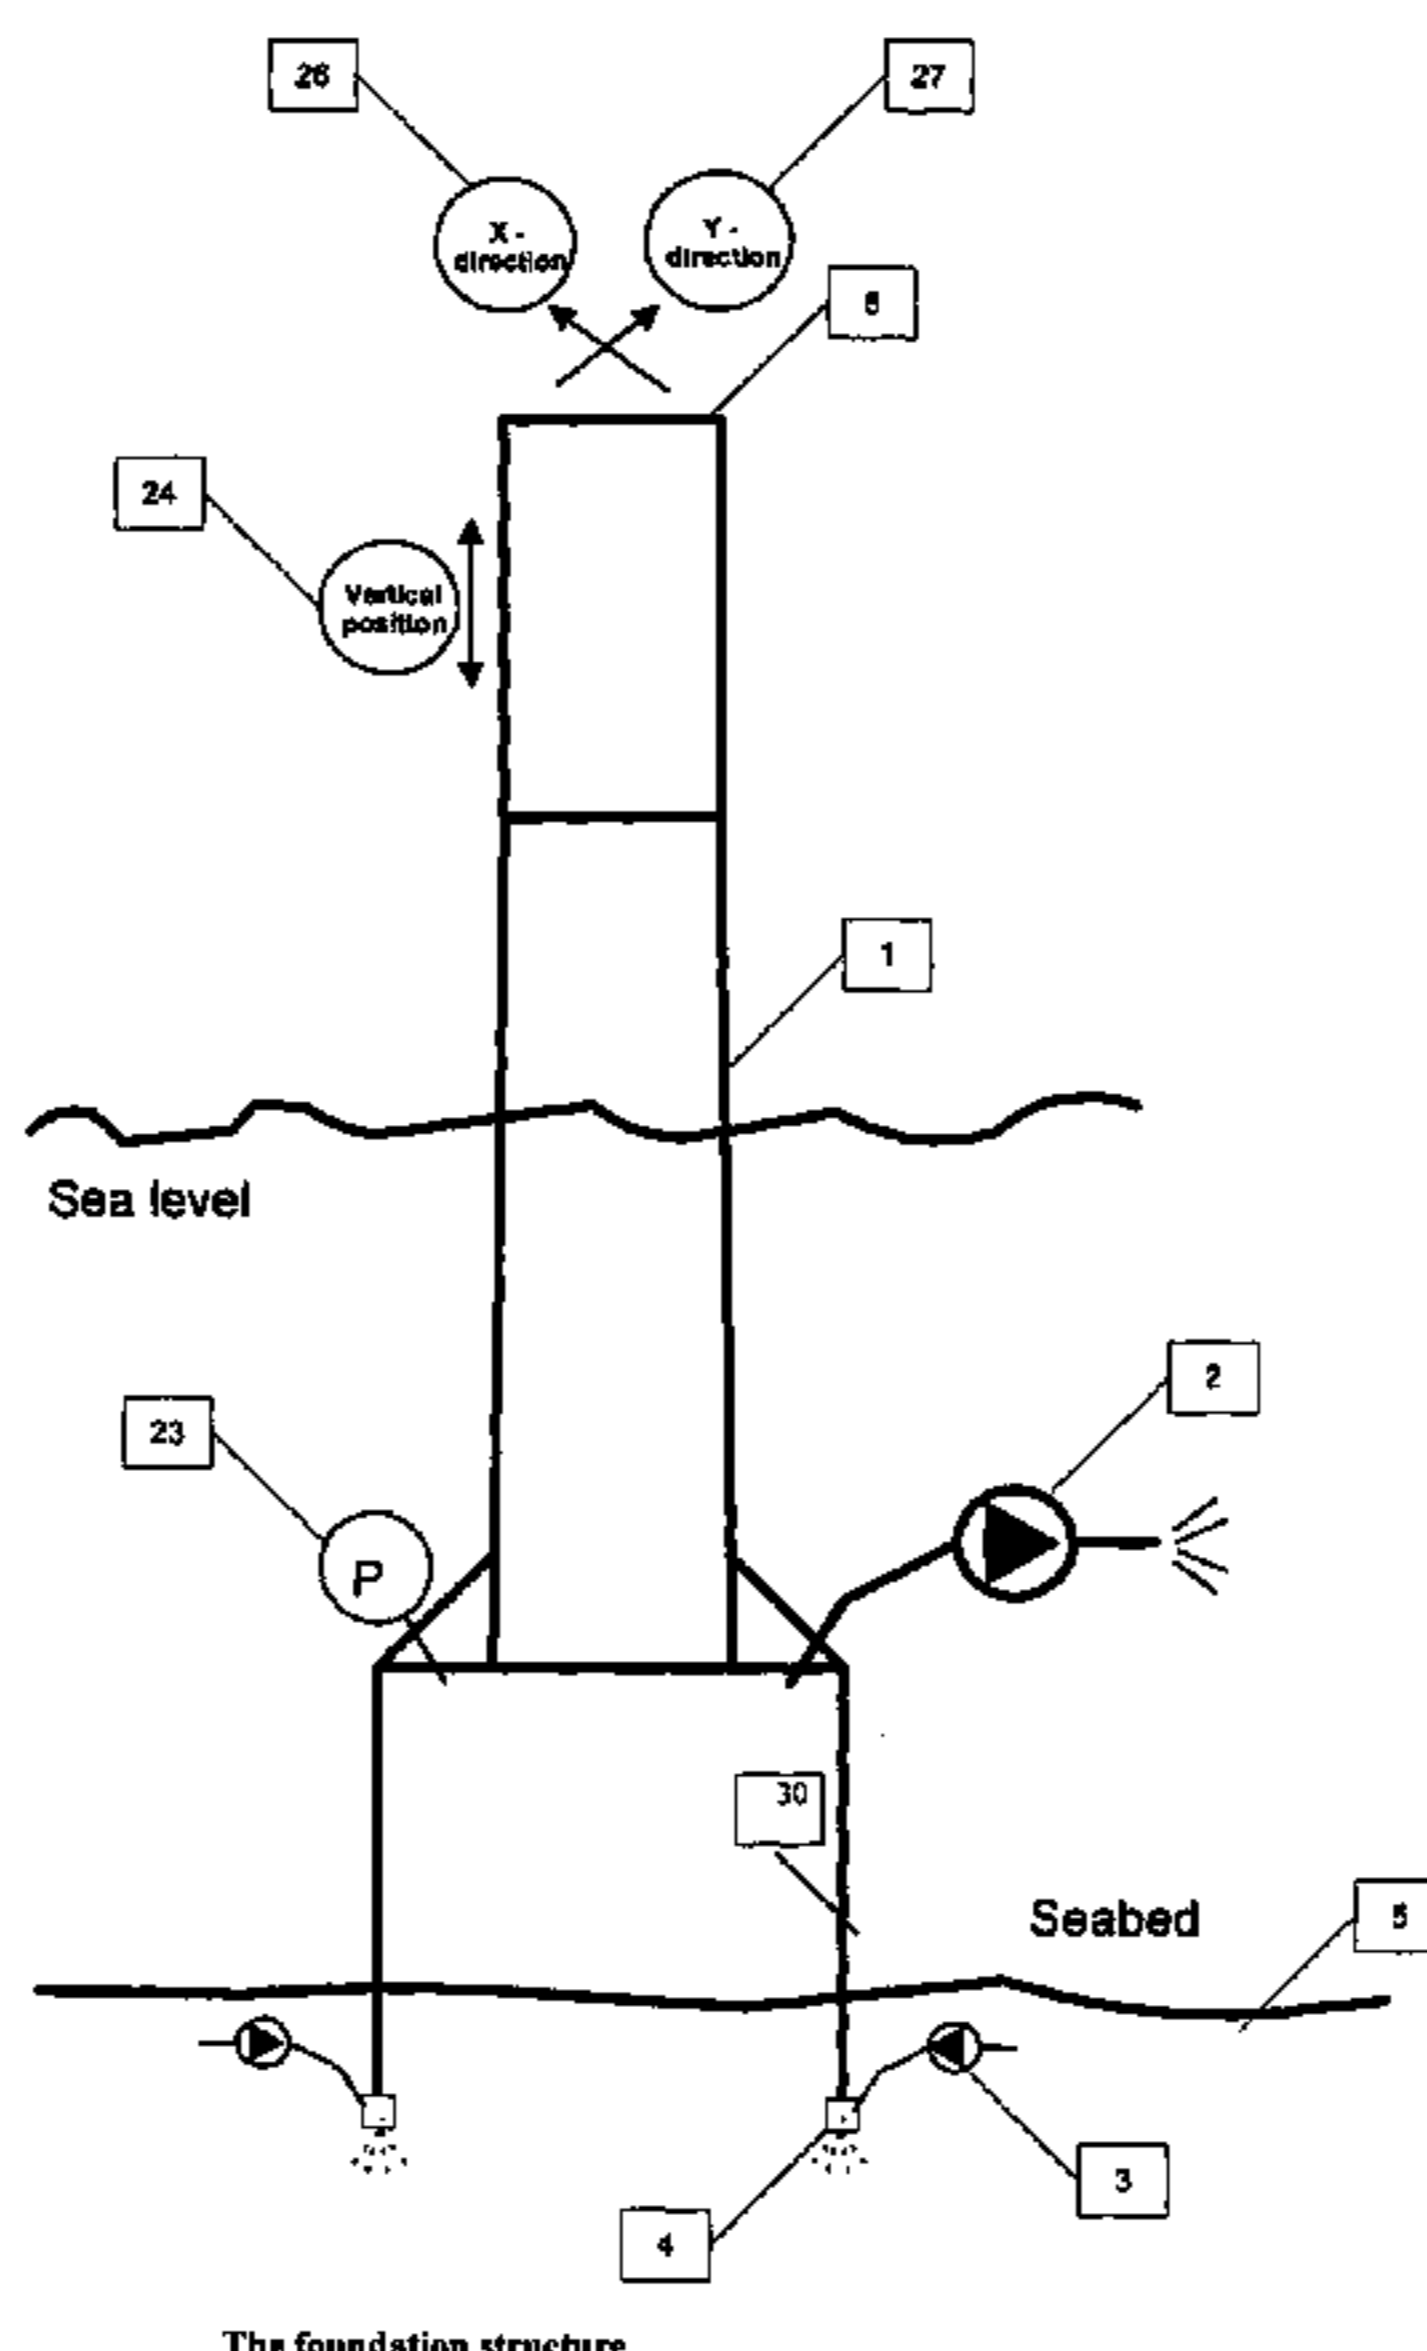 26
27
X -
direction
Y -
direction
6
24
Vertical
position
1
Sea level
2
23
P
30
Seabed
5
3
4
The foundation structure